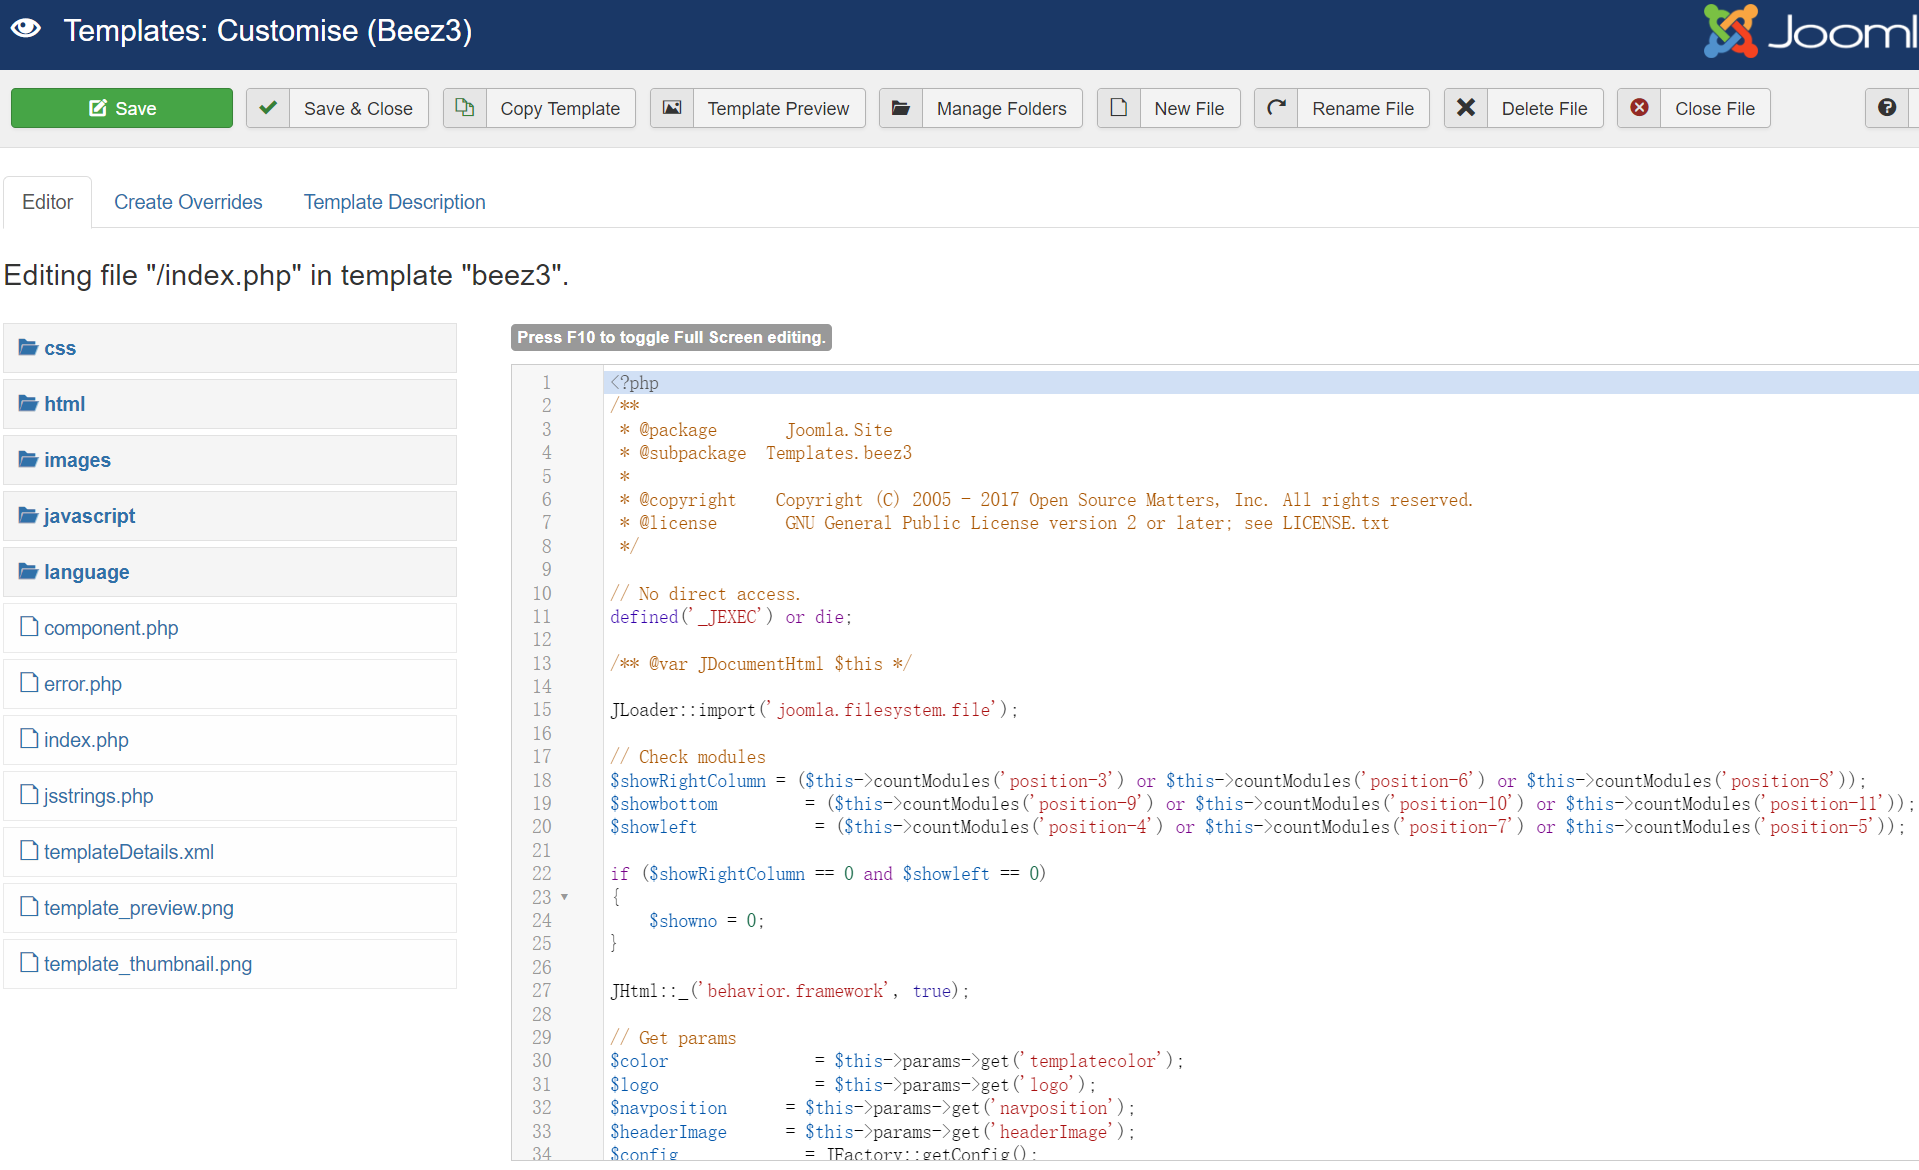 Templates: Customise (Beez3)
Jooml
Save
Save & Close
Copy Template
Template Preview
Manage Folders
New File
Rename File
Delete File
Close File
Editor
Create Overrides
Template Description
Editing file "/index.php" in template "beez3".
css
html
images
javascript
language
component.php
error.php
index.php
jsstrings.php
templateDetails.xml
template_preview.png
template_thumbnail.png
Press F10 to toggle Full Screen editing.
1 <?php
2 /**
3  * @package       Joomla.Site
4  * @subpackage  Templates.beez3
5  *
6  * @copyright    Copyright (C) 2005 - 2017 Open Source Matters, Inc. All rights reserved.
7  * @license       GNU General Public License version 2 or later; see LICENSE.txt
8  */
9
10 // No direct access.
11 defined('_JEXEC') or die;
12
13 /** @var JDocumentHtml $this */
14
15 JLoader::import('joomla.filesystem.file');
16
17 // Check modules
18 $showRightColumn = ($this->countModules('position-3') or $this->countModules('position-6') or $this->countModules('position-8'));
19 $showbottom         = ($this->countModules('position-9') or $this->countModules('position-10') or $this->countModules('position-11'));
20 $showleft            = ($this->countModules('position-4') or $this->countModules('position-7') or $this->countModules('position-5'));
21
22 if ($showRightColumn == 0 and $showleft == 0)
23 {
24     $showno = 0;
25 }
26
27 JHtml::_('behavior.framework', true);
28
29 // Get params
30 $color               = $this->params->get('templatecolor');
31 $logo                = $this->params->get('logo');
32 $navposition      = $this->params->get('navposition');
33 $headerImage      = $this->params->get('headerImage');
34 $config             = JFactory::getConfig();